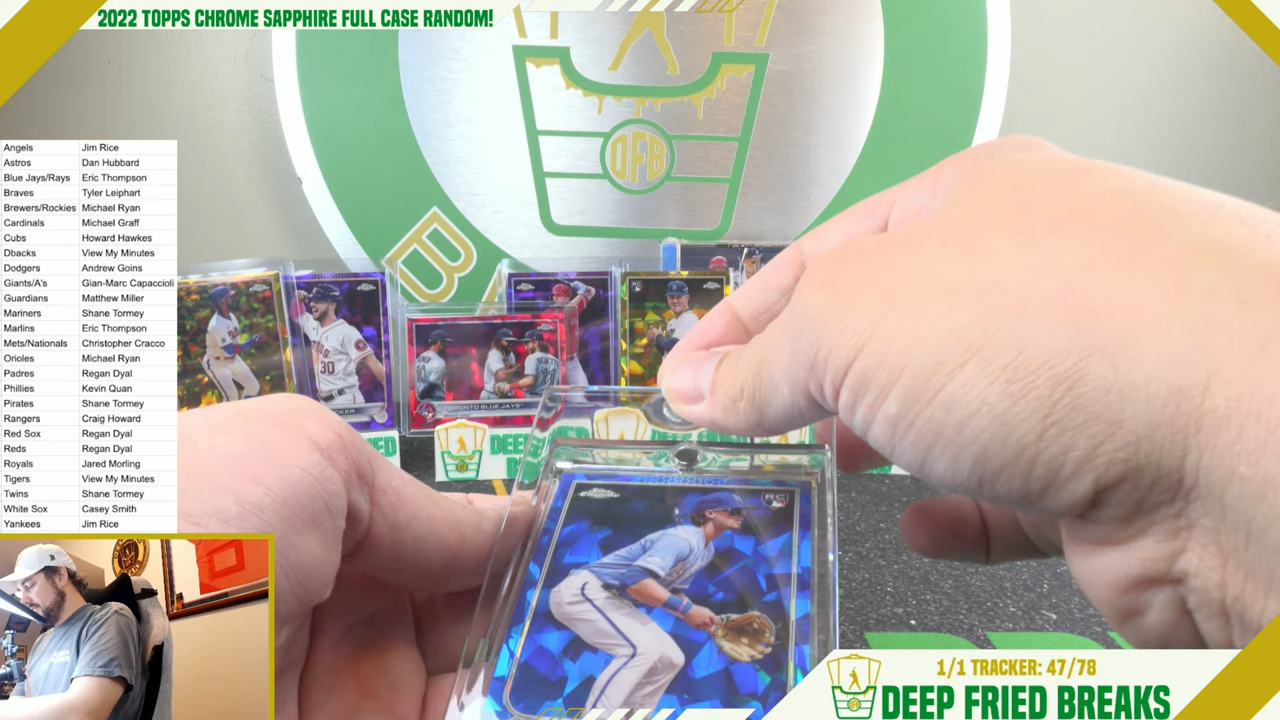 2022 TOPPS CHROME SAPPHIRE FULL CASE RANDOM!
DFB
B
Angels Jim Rice
Astros Dan Hubbard
Blue Jays/Rays Eric Thompson
Braves Tyler Leiphart
Brewers/Rockies Michael Ryan
Cardinals Michael Graff
Cubs Howard Hawkes
Dbacks View My Minutes
Dodgers Andrew Goins
Giants/A's Gian-Marc Capaccioli
Guardians Matthew Miller
Mariners Shane Tormey
Marlins Eric Thompson
Mets/Nationals Christopher Cracco
Orioles Michael Ryan
Padres Regan Dyal
Phillies Kevin Quan
Pirates Shane Tormey
Rangers Craig Howard
Red Sox Regan Dyal
Reds Regan Dyal
Royals Jared Morling
Tigers View My Minutes
Twins Shane Tormey
White Sox Casey Smith
Yankees Jim Rice
30
TORONTO BLUE JAYS
Chrome
RC
1/1 TRACKER: 47/78
DEEP FRIED BREAKS